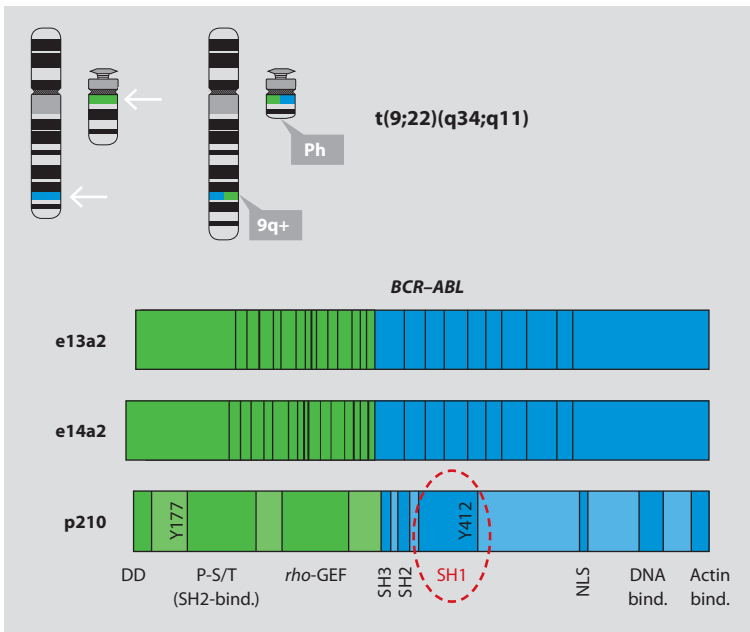 t(9;22)(q34;q11)
Ph
9q+
BCR–ABL
e13a2
e14a2
p210
Y177
Y412
DD
P-S/T
(SH2-bind.)
rho-GEF
SH3
SH2
SH1
NLS
DNA
bind.
Actin
bind.